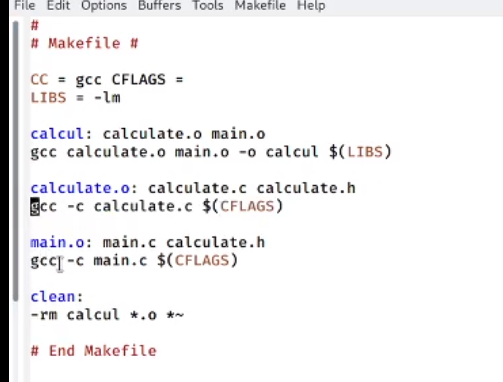 File Edit Options Buffers Tools Makefile Help
#
# Makefile #
CC = gcc CFLAGS =
LIBS = -lm
calcul: calculate.o main.o
gcc calculate.o main.o -o calcul $(LIBS)
calculate.o: calculate.c calculate.h
gcc -c calculate.c $(CFLAGS)
main.o: main.c calculate.h
gcc -c main.c $(CFLAGS)
clean:
-rm calcul *.o *~
# End Makefile